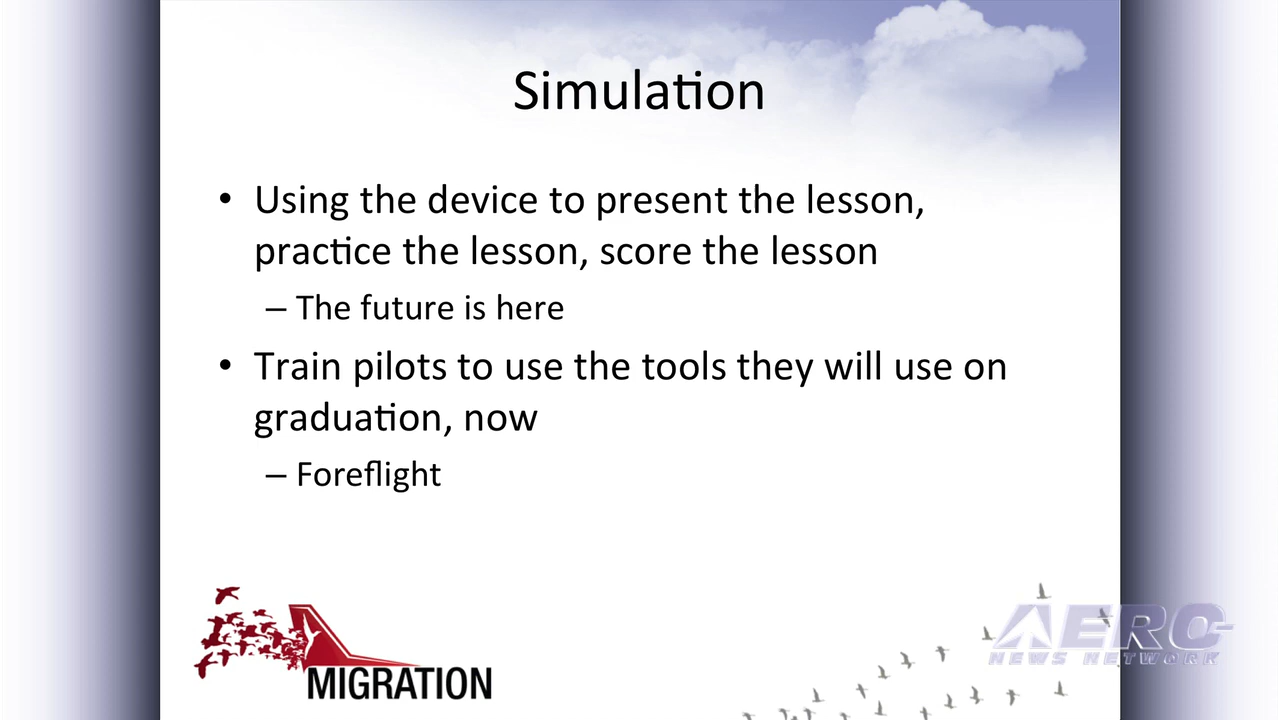 Simulation
• Using the device to present the lesson,
practice the lesson, score the lesson
– The future is here
• Train pilots to use the tools they will use on
graduation, now
– Foreflight
MIGRATION
AERO
NEWS NETWORK